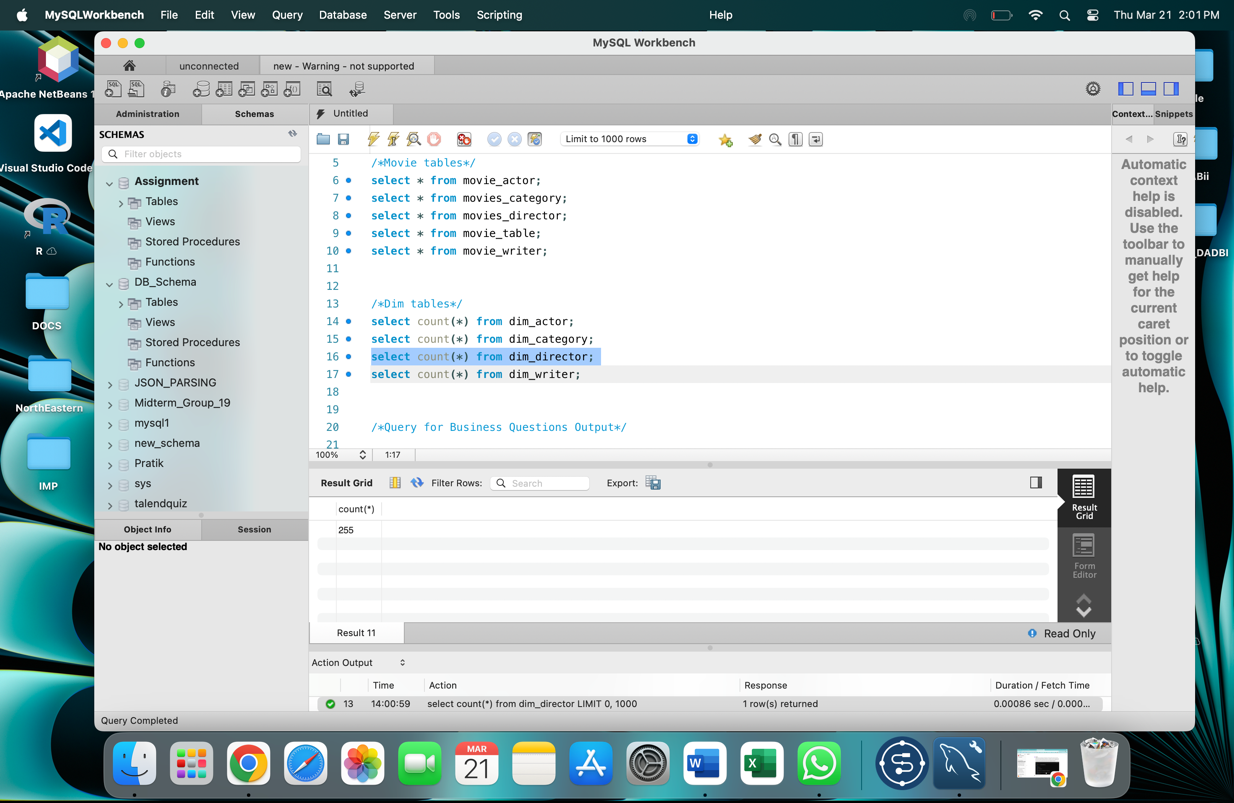 MySQLWorkbench File Edit View Query Database Server Tools Scripting Help Thu Mar 21 2:01 PM
MySQL Workbench
unconnected new - Warning - not supported
Administration Schemas Untitled Context... Snippets
SCHEMAS
Filter objects
Limit to 1000 rows
Assignment
Tables
Views
Stored Procedures
Functions
DB_Schema
Tables
Views
Stored Procedures
Functions
JSON_PARSING
Midterm_Group_19
mysql1
new_schema
Pratik
sys
talendquiz
Object Info Session
No object selected
5 /*Movie tables*/
6 select * from movie_actor;
7 select * from movies_category;
8 select * from movies_director;
9 select * from movie_table;
10 select * from movie_writer;
11
12
13 /*Dim tables*/
14 select count(*) from dim_actor;
15 select count(*) from dim_category;
16 select count(*) from dim_director;
17 select count(*) from dim_writer;
18
19
20 /*Query for Business Questions Output*/
21
100% 1:17
Automatic
context
help is
disabled.
Use the
toolbar to
manually
get help
for the
current
caret
position or
to toggle
automatic
help.
Result Grid Filter Rows: Search Export:
count(*)
255
Result
Grid
Form
Editor
Result 11 Read Only
Action Output
Time Action Response Duration / Fetch Time
13 14:00:59 select count(*) from dim_director LIMIT 0, 1000 1 row(s) returned 0.00086 sec / 0.000...
Query Completed
Apache NetBeans 1
Visual Studio Code
R
DOCS
NorthEastern
IMP
le
.Bii
_DADBI
MAR
21